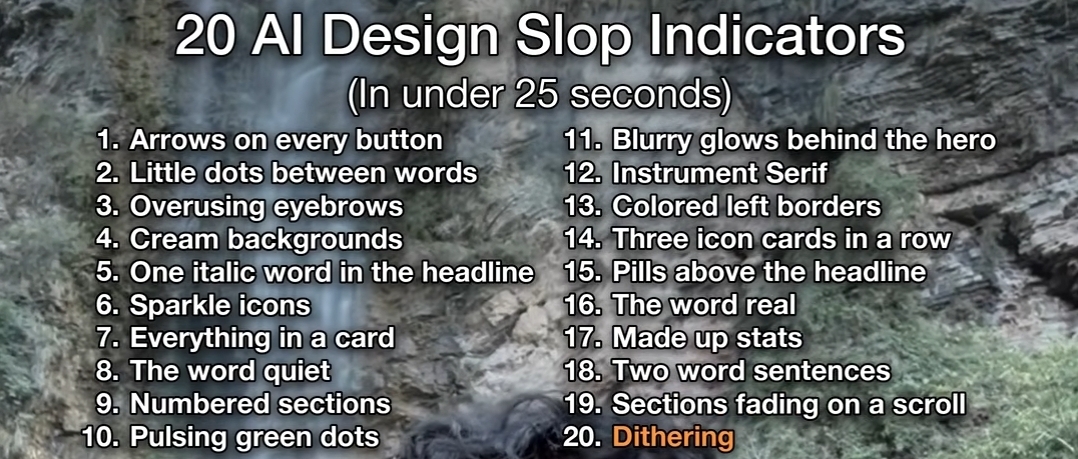 20 AI Design Slop Indicators
(In under 25 seconds)
1. Arrows on every button
2. Little dots between words
3. Overusing eyebrows
4. Cream backgrounds
5. One italic word in the headline
6. Sparkle icons
7. Everything in a card
8. The word quiet
9. Numbered sections
10. Pulsing green dots
11. Blurry glows behind the hero
12. Instrument Serif
13. Colored left borders
14. Three icon cards in a row
15. Pills above the headline
16. The word real
17. Made up stats
18. Two word sentences
19. Sections fading on a scroll
20. Dithering